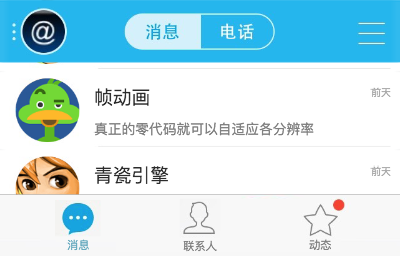 @
消息 电话
帧动画 前天
真正的零代码就可以自适应各分辨率
青瓷引擎 前天
消息 联系人 动态